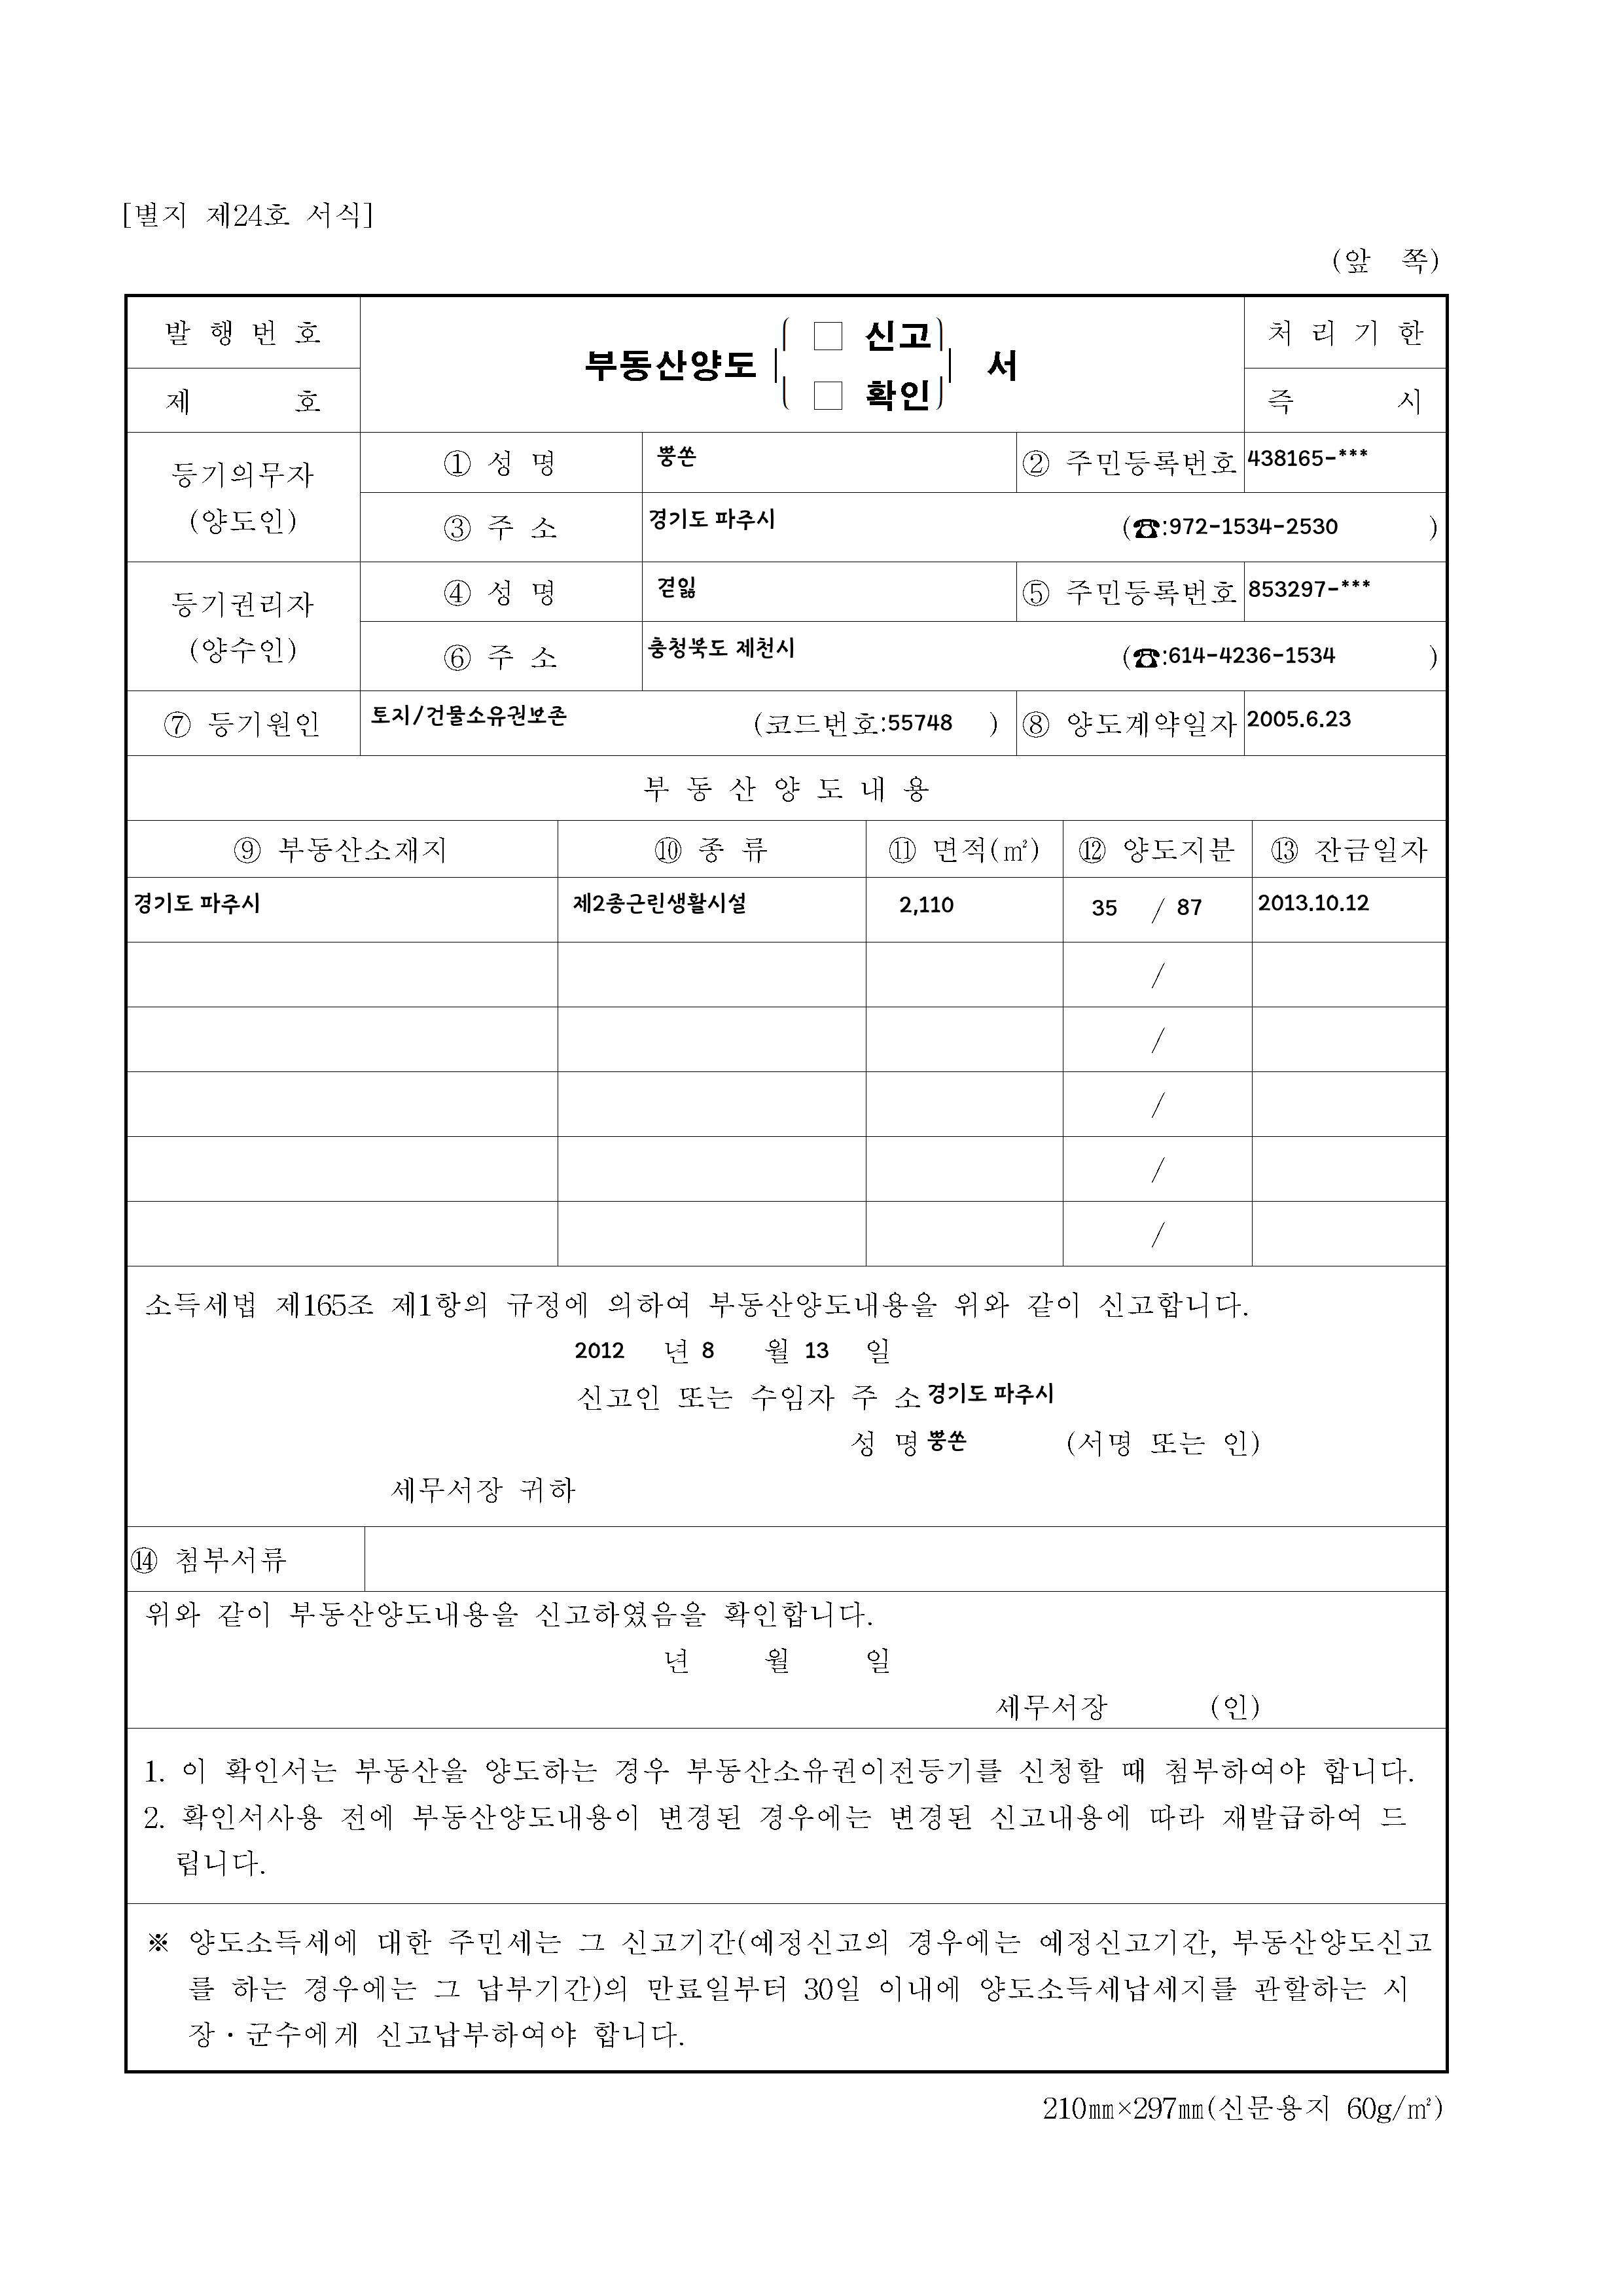 [별지 제24호 서식]
(앞 쪽)
발 행 번 호
제 호
부동산양도 □ 신고 □ 확인 서
처 리 기 한
즉 시
등기의무자
(양도인)
① 성 명 뿡쏜 ② 주민등록번호 438165-***
③ 주 소 경기도 파주시 (☎:972-1534-2530 )
등기권리자
(양수인)
④ 성 명 겯잃 ⑤ 주민등록번호 853297-***
⑥ 주 소 충청북도 제천시 (☎:614-4236-1534 )
⑦ 등기원인 토지/건물소유권보존 (코드번호:55748 ) ⑧ 양도계약일자 2005.6.23
부 동 산 양 도 내 용
⑨ 부동산소재지 ⑩ 종 류 ⑪ 면적(㎡) ⑫ 양도지분 ⑬ 잔금일자
경기도 파주시 제2종근린생활시설 2,110 35 / 87 2013.10.12
/
/
/
/
/
소득세법 제165조 제1항의 규정에 의하여 부동산양도내용을 위와 같이 신고합니다.
2012 년 8 월 13 일
신고인 또는 수임자 주 소 경기도 파주시
성 명 뿡쏜 (서명 또는 인)
세무서장 귀하
⑭ 첨부서류
위와 같이 부동산양도내용을 신고하였음을 확인합니다.
년 월 일
세무서장 (인)
1. 이 확인서는 부동산을 양도하는 경우 부동산소유권이전등기를 신청할 때 첨부하여야 합니다.
2. 확인서사용 전에 부동산양도내용이 변경된 경우에는 변경된 신고내용에 따라 재발급하여 드
립니다.
※ 양도소득세에 대한 주민세는 그 신고기간(예정신고의 경우에는 예정신고기간, 부동산양도신고
를 하는 경우에는 그 납부기간)의 만료일부터 30일 이내에 양도소득세납세지를 관할하는 시
장·군수에게 신고납부하여야 합니다.
210㎜×297㎜(신문용지 60g/㎡)